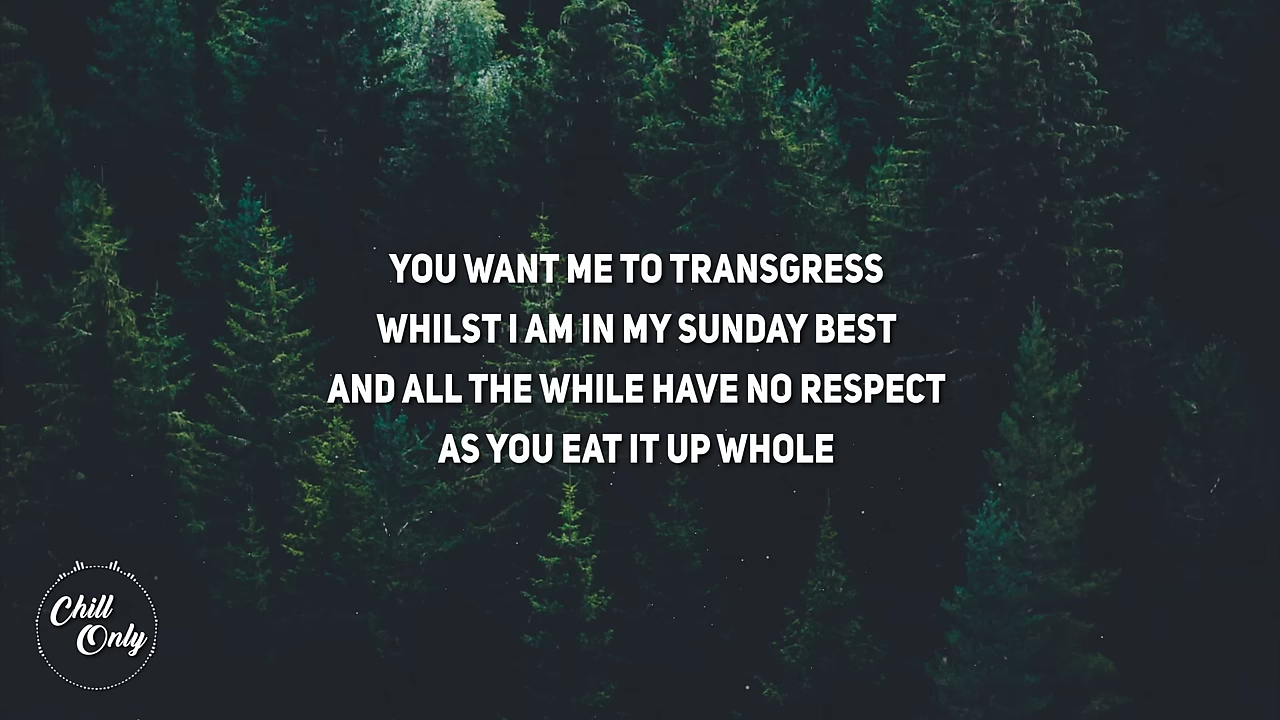 YOU WANT ME TO TRANSGRESS
WHILST I AM IN MY SUNDAY BEST
AND ALL THE WHILE HAVE NO RESPECT
AS YOU EAT IT UP WHOLE
Chill
Only